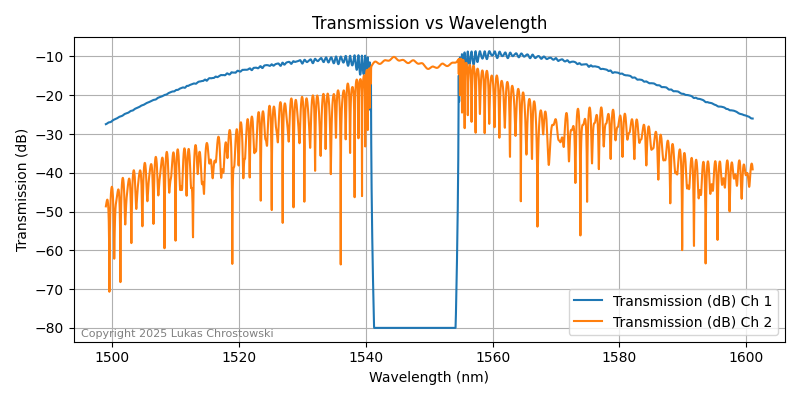 Transmission vs Wavelength
Transmission (dB)
−10
−20
−30
−40
−50
−60
−70
−80
Copyright 2025 Lukas Chrostowski
Transmission (dB) Ch 1
Transmission (dB) Ch 2
1500 1520 1540 1560 1580 1600
Wavelength (nm)